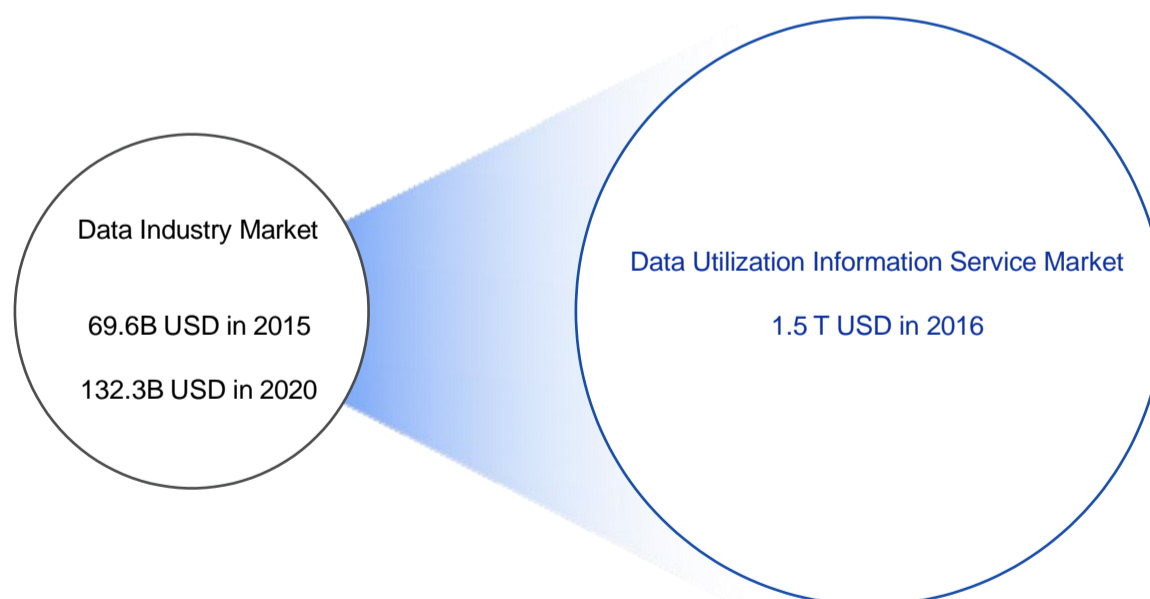 Data Industry Market
69.6B USD in 2015
132.3B USD in 2020
Data Utilization Information Service Market
1.5 T USD in 2016